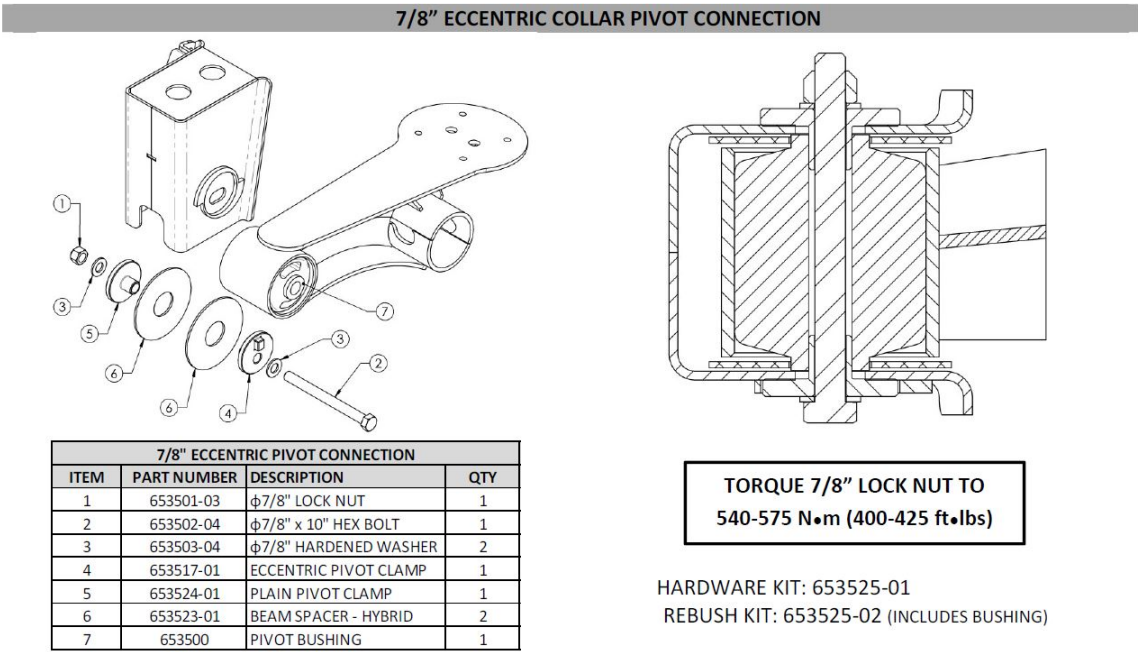 7/8” ECCENTRIC COLLAR PIVOT CONNECTION
1
3
5
6
6
4
3
2
7
7/8" ECCENTRIC PIVOT CONNECTION
ITEM PART NUMBER DESCRIPTION QTY
1 653501-03 ϕ7/8" LOCK NUT 1
2 653502-04 ϕ7/8" x 10" HEX BOLT 1
3 653503-04 ϕ7/8" HARDENED WASHER 2
4 653517-01 ECCENTRIC PIVOT CLAMP 1
5 653524-01 PLAIN PIVOT CLAMP 1
6 653523-01 BEAM SPACER - HYBRID 2
7 653500 PIVOT BUSHING 1
TORQUE 7/8” LOCK NUT TO
540-575 N•m (400-425 ft•lbs)
HARDWARE KIT: 653525-01
REBUSH KIT: 653525-02 (INCLUDES BUSHING)